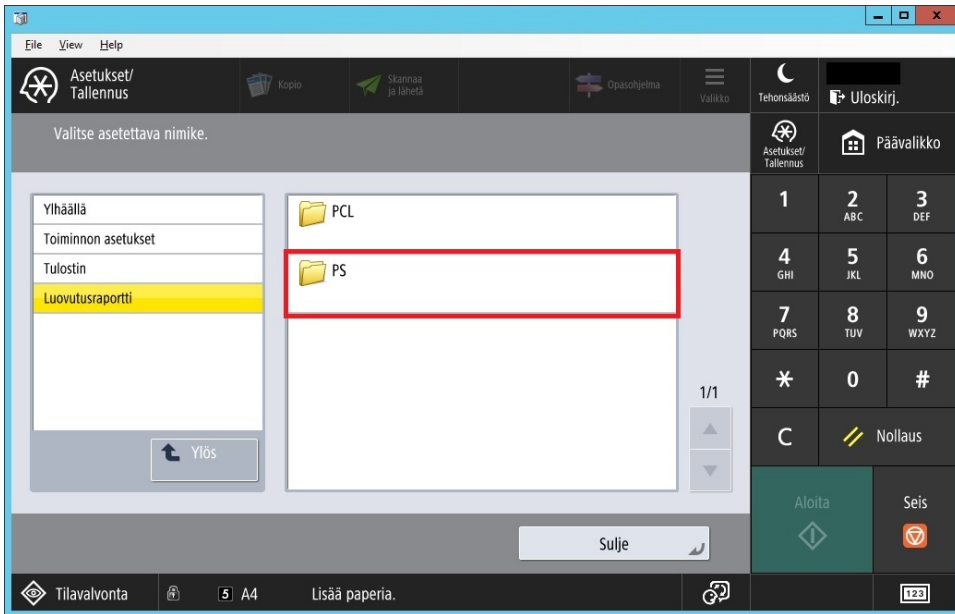 File View Help
Asetukset/
Tallennus
Kopio
Skannaa
ja lähetä
Opasohjelma
Valikko
Tehonsäästö
Uloskirj.
Valitse asetettava nimike.
Asetukset/
Tallennus
Päävalikko
Ylhäällä
Toiminnon asetukset
Tulostin
Luovutusraportti
Ylös
PCL
PS
1/1
1
2
ABC
3
DEF
4
GHI
5
JKL
6
MNO
7
PQRS
8
TUV
9
WXYZ
*
0
#
C
Nollaus
Aloita
Seis
Sulje
Tilavalvonta
5 A4
Lisää paperia.
123